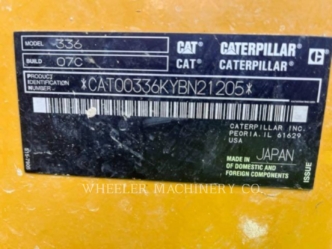 MODEL 336 CAT CATERPILLAR
BUILD 07C CAT CATERPILLAR
PRODUCT IDENTIFICATION NUMBER
*CAT00336KYBN21205*
CATERPILLAR INC.
PEORIA, IL 61629
USA
MADE IN JAPAN
OF DOMESTIC AND
FOREIGN COMPONENTS
ISSUE
WHEELER MACHINERY CO.